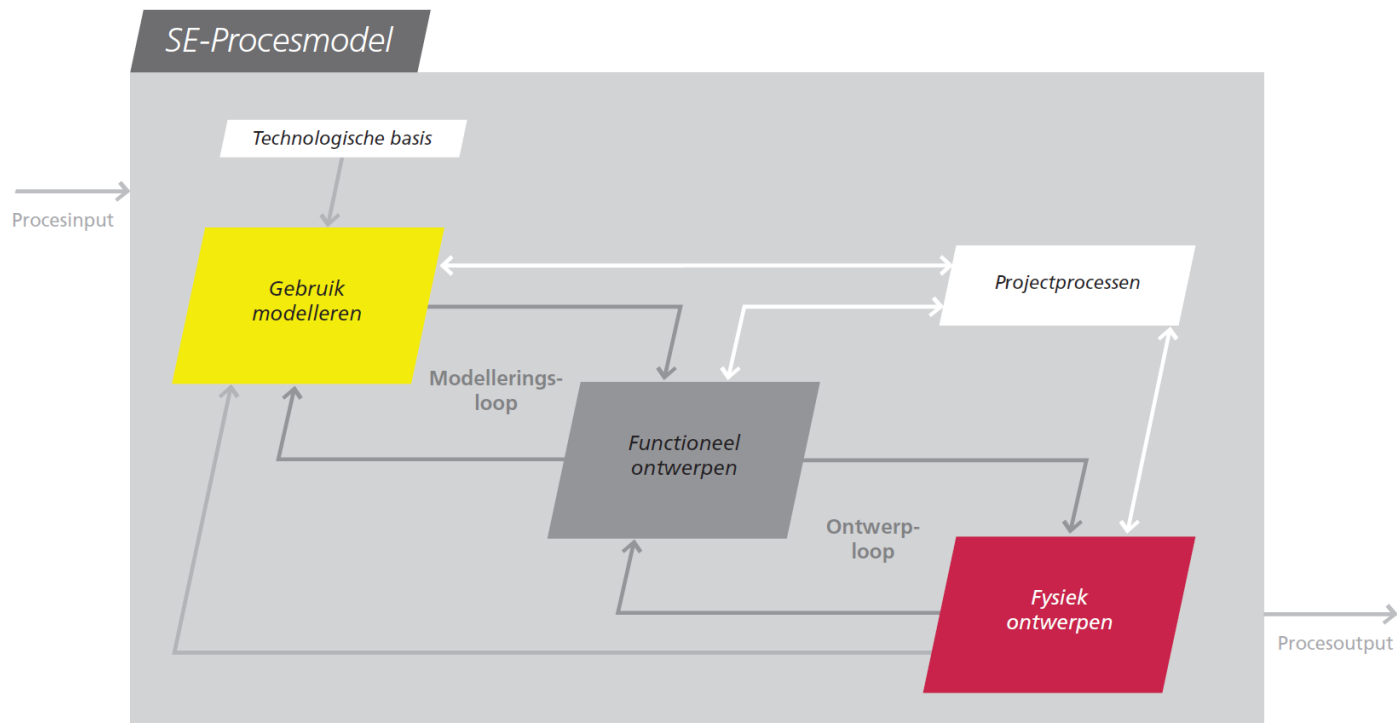 SE-Procesmodel
Technologische basis
Procesinput
Gebruik
modelleren
Projectprocessen
Modellerings-
loop
Functioneel
ontwerpen
Ontwerp-
loop
Fysiek
ontwerpen
Procesoutput